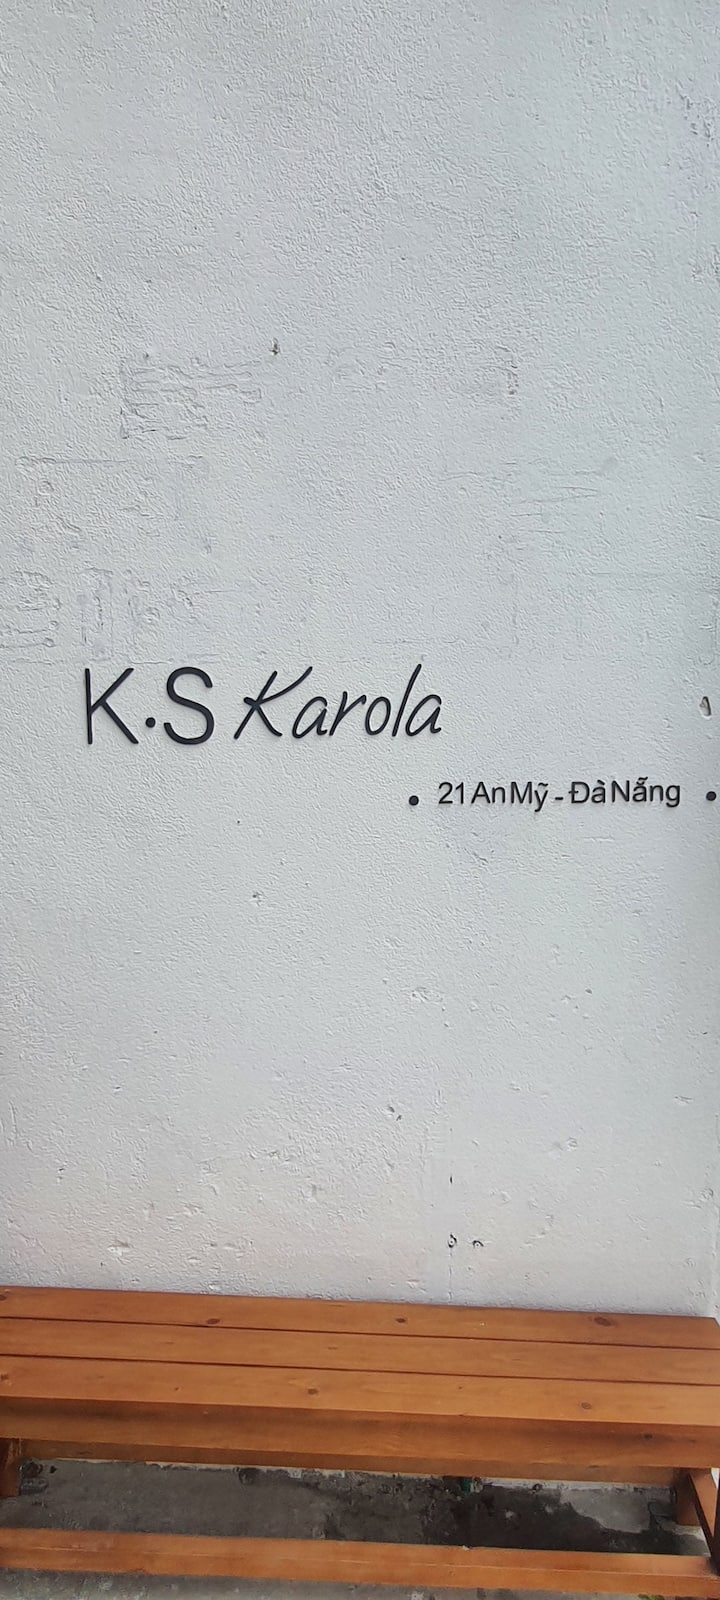 K.S Karola
• 21 An Mỹ - Đà Nẵng •